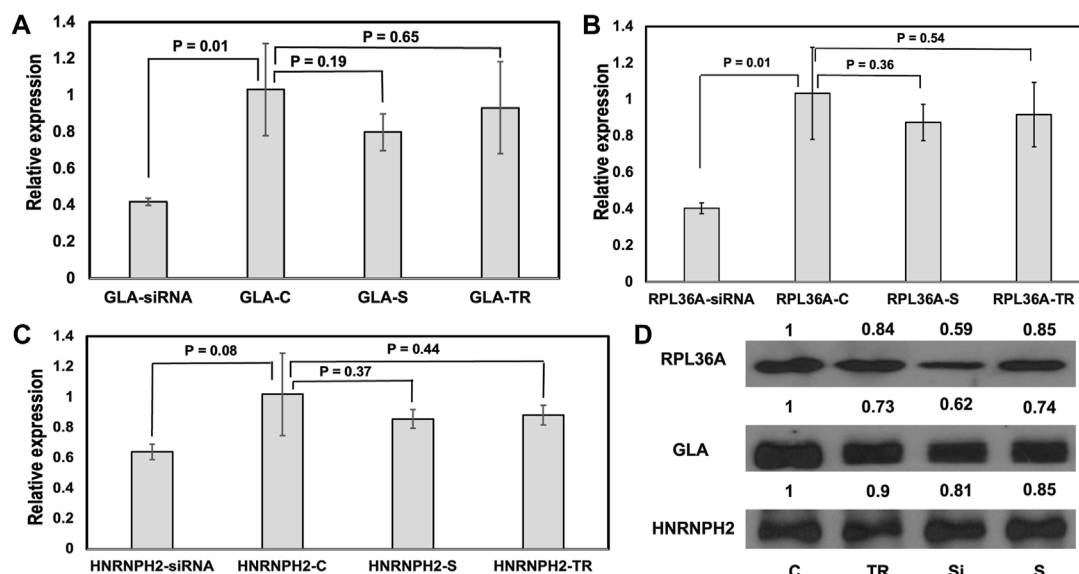 A
Relative expression
1.4
1.2
1
0.8
0.6
0.4
0.2
0
P = 0.01
P = 0.65
P = 0.19
GLA-siRNA GLA-C GLA-S GLA-TR
B
Relative expression
1.4
1.2
1
0.8
0.6
0.4
0.2
0
P = 0.01
P = 0.54
P = 0.36
RPL36A-siRNA RPL36A-C RPL36A-S RPL36A-TR
C
Relative expression
1.4
1.2
1
0.8
0.6
0.4
0.2
0
P = 0.08
P = 0.44
P = 0.37
HNRNPH2-siRNA HNRNPH2-C HNRNPH2-S HNRNPH2-TR
D
1 0.84 0.59 0.85
RPL36A
1 0.73 0.62 0.74
GLA
1 0.9 0.81 0.85
HNRNPH2
C TR Si S